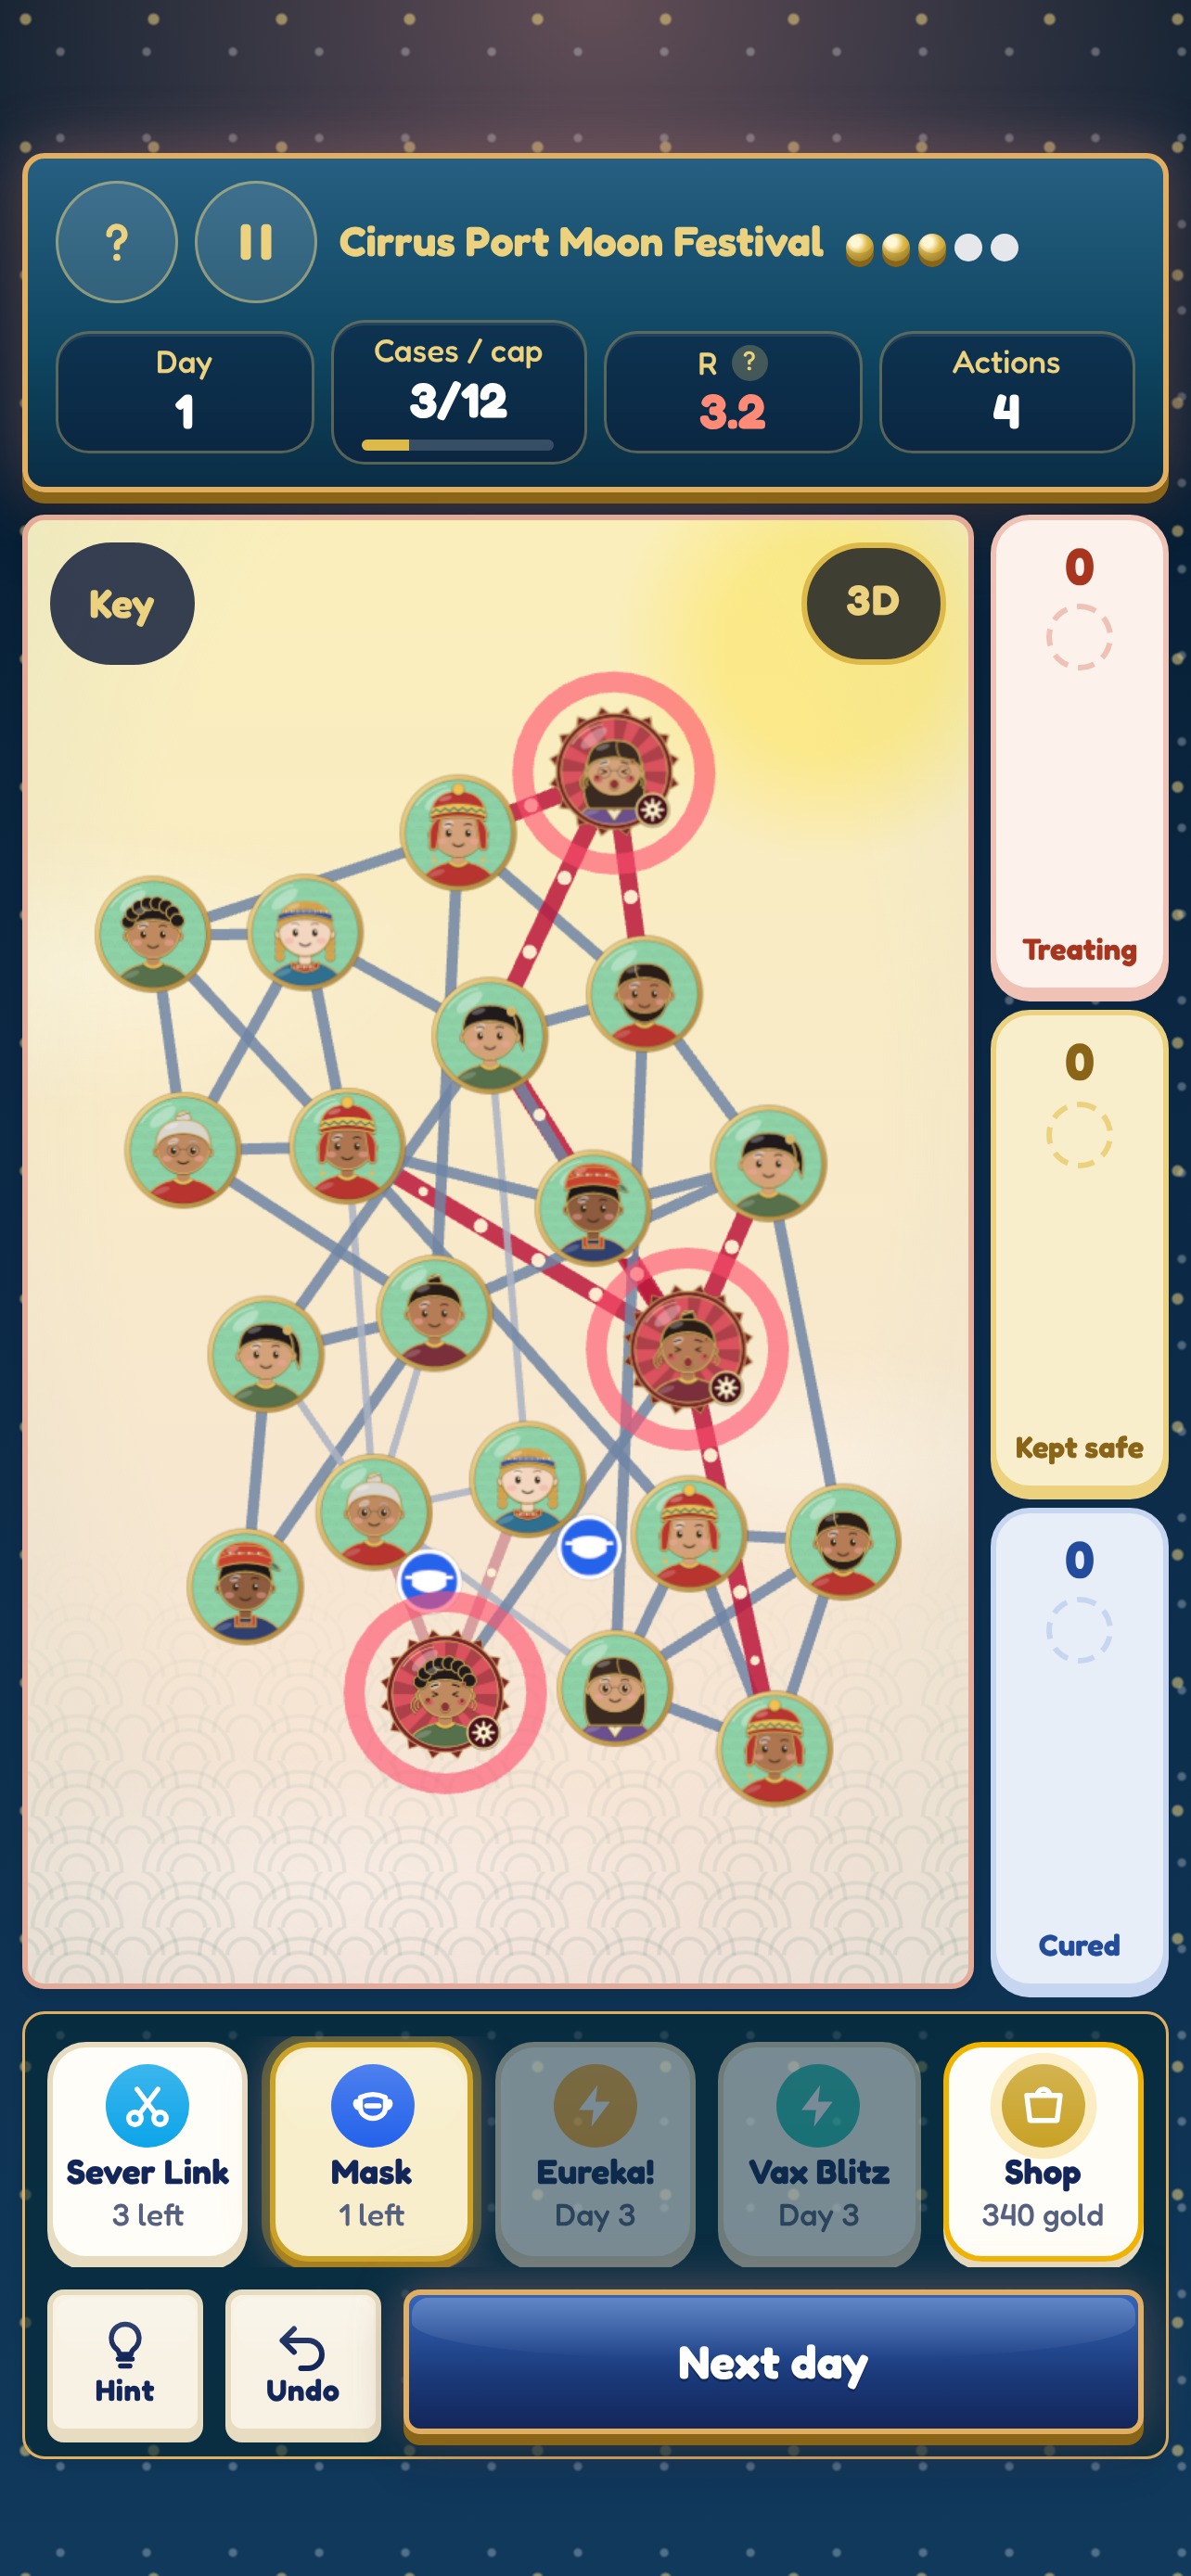 ?
Cirrus Port Moon Festival
Day
1
Cases / cap
3/12
R ?
3.2
Actions
4
Key
3D
0
Treating
0
Kept safe
0
Cured
Sever Link
3 left
Mask
1 left
Eureka!
Day 3
Vax Blitz
Day 3
Shop
340 gold
Hint
Undo
Next day